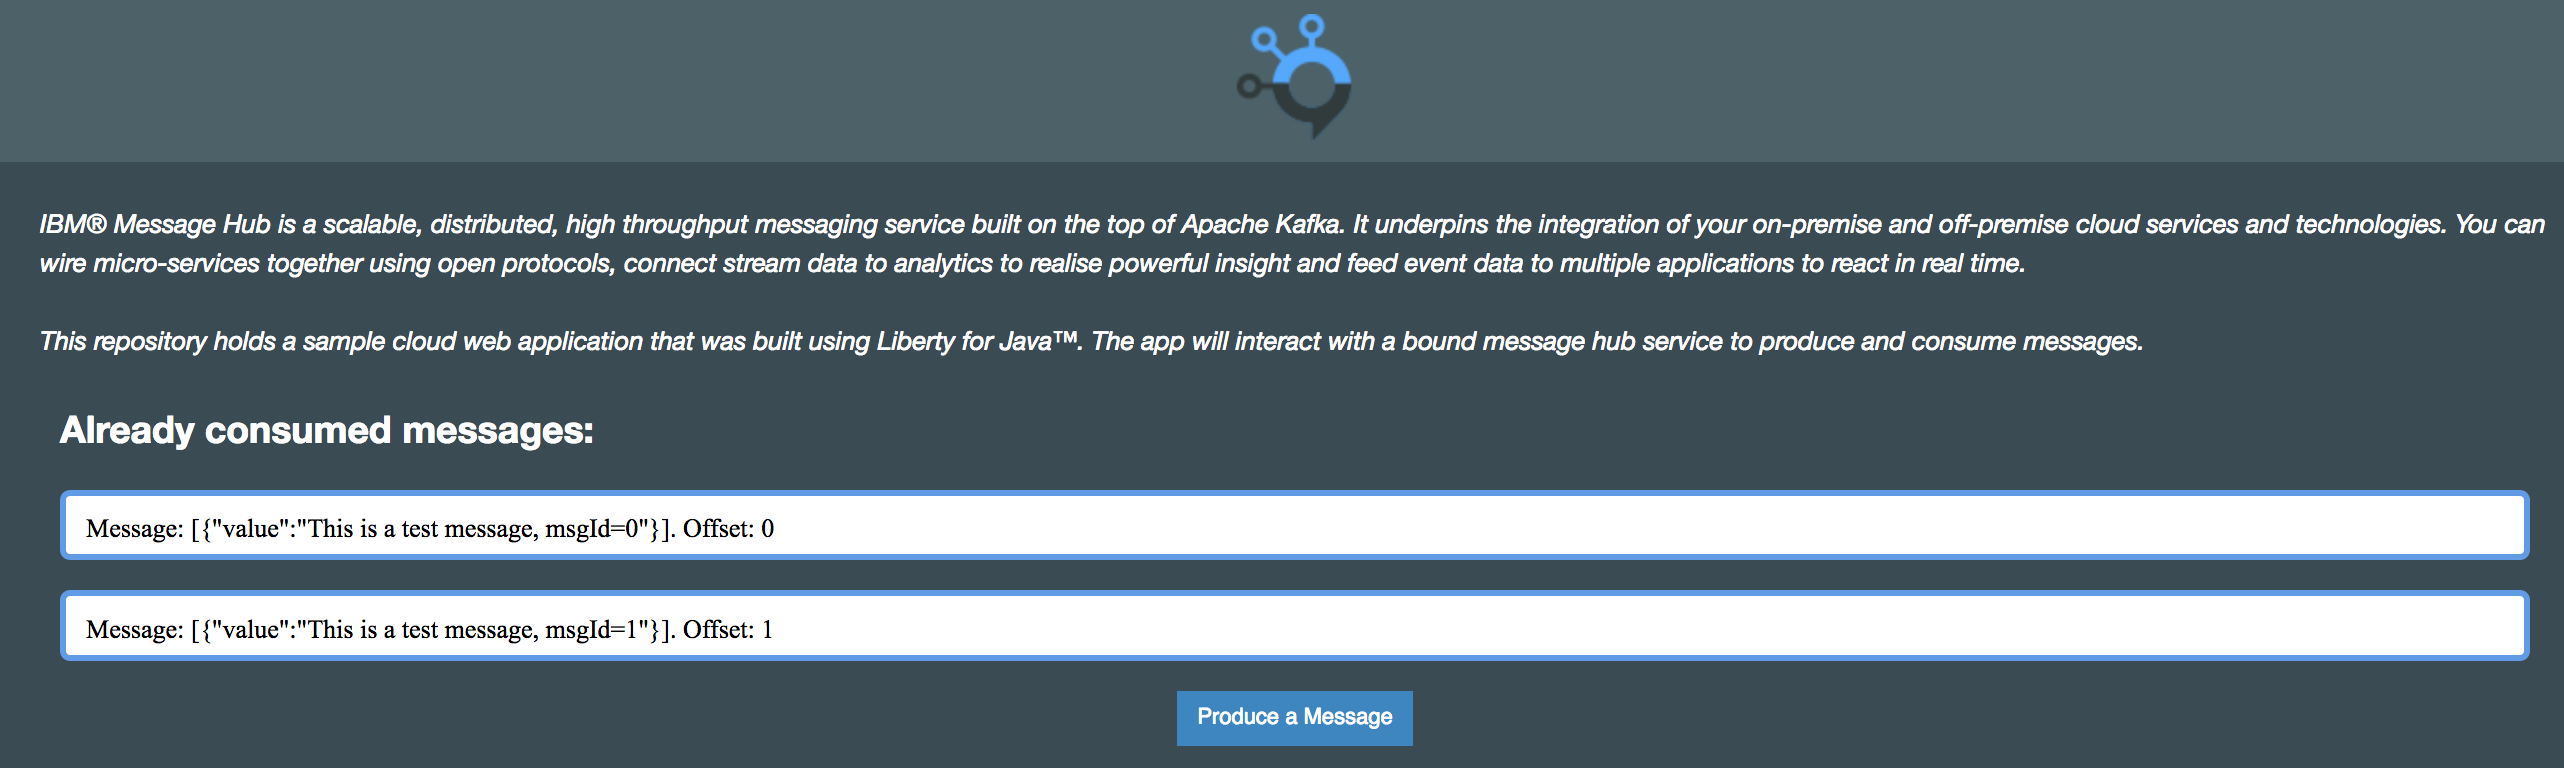 IBM® Message Hub is a scalable, distributed, high throughput messaging service built on the top of Apache Kafka. It underpins the integration of your on-premise and off-premise cloud services and technologies. You can
wire micro-services together using open protocols, connect stream data to analytics to realise powerful insight and feed event data to multiple applications to react in real time.
This repository holds a sample cloud web application that was built using Liberty for Java™. The app will interact with a bound message hub service to produce and consume messages.
Already consumed messages:
Message: [{"value":"This is a test message, msgId=0"}]. Offset: 0
Message: [{"value":"This is a test message, msgId=1"}]. Offset: 1
Produce a Message